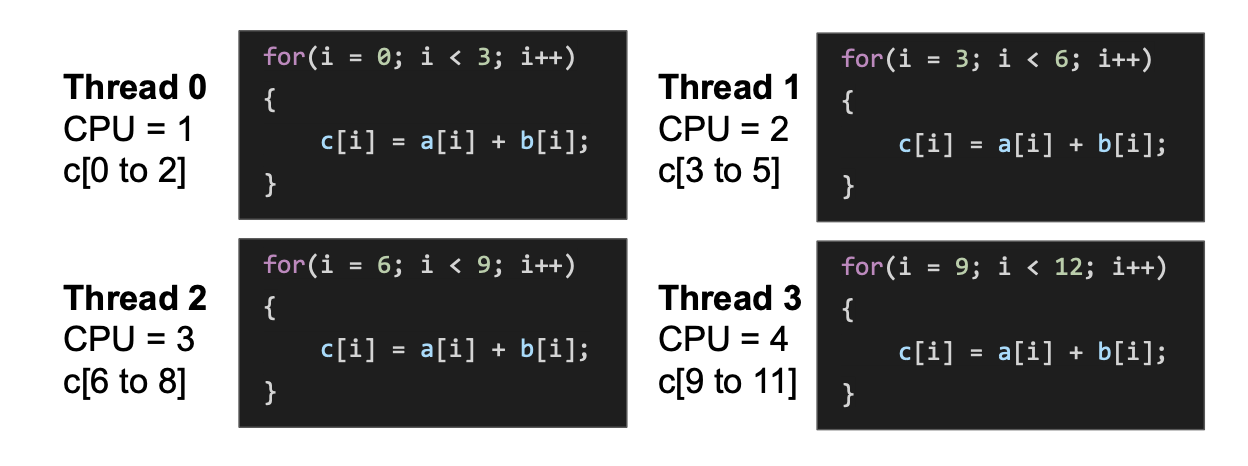 Thread 0
CPU = 1
c[0 to 2]
for(i = 0; i < 3; i++)
{
    c[i] = a[i] + b[i];
}
Thread 1
CPU = 2
c[3 to 5]
for(i = 3; i < 6; i++)
{
    c[i] = a[i] + b[i];
}
Thread 2
CPU = 3
c[6 to 8]
for(i = 6; i < 9; i++)
{
    c[i] = a[i] + b[i];
}
Thread 3
CPU = 4
c[9 to 11]
for(i = 9; i < 12; i++)
{
    c[i] = a[i] + b[i];
}